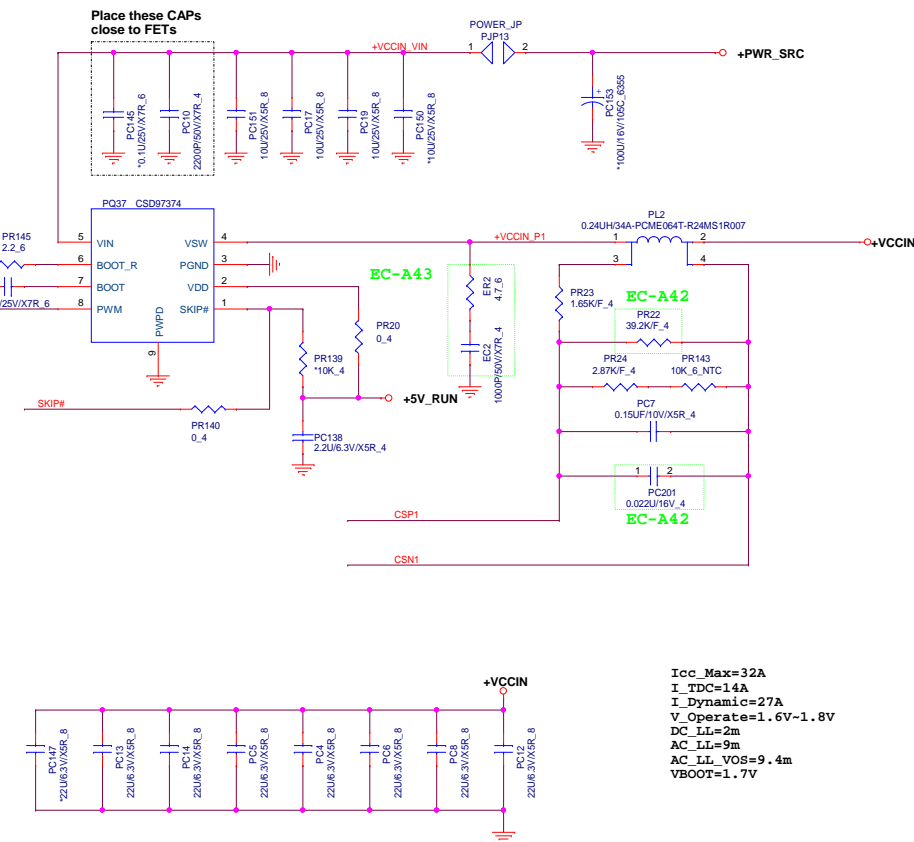 Place these CAPs
close to FETs
POWER_JP
PJP13
+VCCIN_VIN
1
2
+PWR_SRC
PC145
*0.1U/25V/X7R_6
PC10
2200P/50V/X7R_4
PC151
10U/25V/X5R_8
PC17
10U/25V/X5R_8
PC19
10U/25V/X5R_8
PC150
*10U/25V/X5R_8
+
PC153
*100U/16V/105C_6355
PQ37 CSD97374
PR145
2.2_6
/25V/X7R_6
5
6
7
8
VIN
BOOT_R
BOOT
PWM
PWPD
9
VSW
PGND
VDD
SKIP#
4
3
2
1
+VCCIN_P1
PL2
0.24UH/34A-PCME064T-R24MS1R007
1
2
3
4
+VCCIN
EC-A43
ER2
4.7_6
EC2
1000P/50V/X7R_4
PR23
1.65K/F_4
EC-A42
PR22
39.2K/F_4
PR24
2.87K/F_4
PR143
10K_6_NTC
PC7
0.15UF/10V/X5R_4
1
2
PC201
0.022U/16V_4
EC-A42
PR20
0_4
PR139
*10K_4
+5V_RUN
SKIP#
PR140
0_4
PC138
2.2U/6.3V/X5R_4
CSP1
CSN1
+VCCIN
PC147
*22U/6.3V/X5R_8
PC13
22U/6.3V/X5R_8
PC14
22U/6.3V/X5R_8
PC5
22U/6.3V/X5R_8
PC4
22U/6.3V/X5R_8
PC6
22U/6.3V/X5R_8
PC8
22U/6.3V/X5R_8
PC12
22U/6.3V/X5R_8
Icc_Max=32A
I_TDC=14A
I_Dynamic=27A
V_Operate=1.6V~1.8V
DC_LL=2m
AC_LL=9m
AC_LL_VOS=9.4m
VBOOT=1.7V